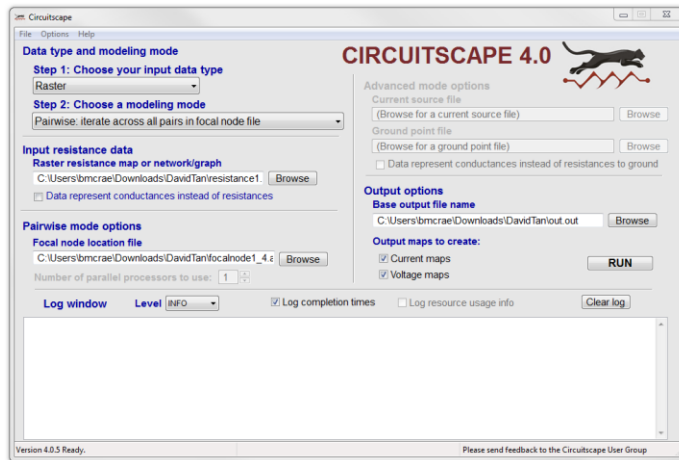 Circuitscape
File Options Help
Data type and modeling mode
Step 1: Choose your input data type
Raster
Step 2: Choose a modeling mode
Pairwise: iterate across all pairs in focal node file
Input resistance data
Raster resistance map or network/graph
C:\Users\bmcrae\Downloads\DavidTan\resistance1. Browse
Data represent conductances instead of resistances
Pairwise mode options
Focal node location file
C:\Users\bmcrae\Downloads\DavidTan\focalnode1_4.a Browse
Number of parallel processors to use: 1
CIRCUITSCAPE 4.0
Advanced mode options
Current source file
(Browse for a current source file) Browse
Ground point file
(Browse for a ground point file) Browse
Data represent conductances instead of resistances to ground
Output options
Base output file name
C:\Users\bmcrae\Downloads\DavidTan\out.out Browse
Output maps to create:
Current maps
Voltage maps
RUN
Log window Level INFO Log completion times Log resource usage info Clear log
Version 4.0.5 Ready. Please send feedback to the Circuitscape User Group